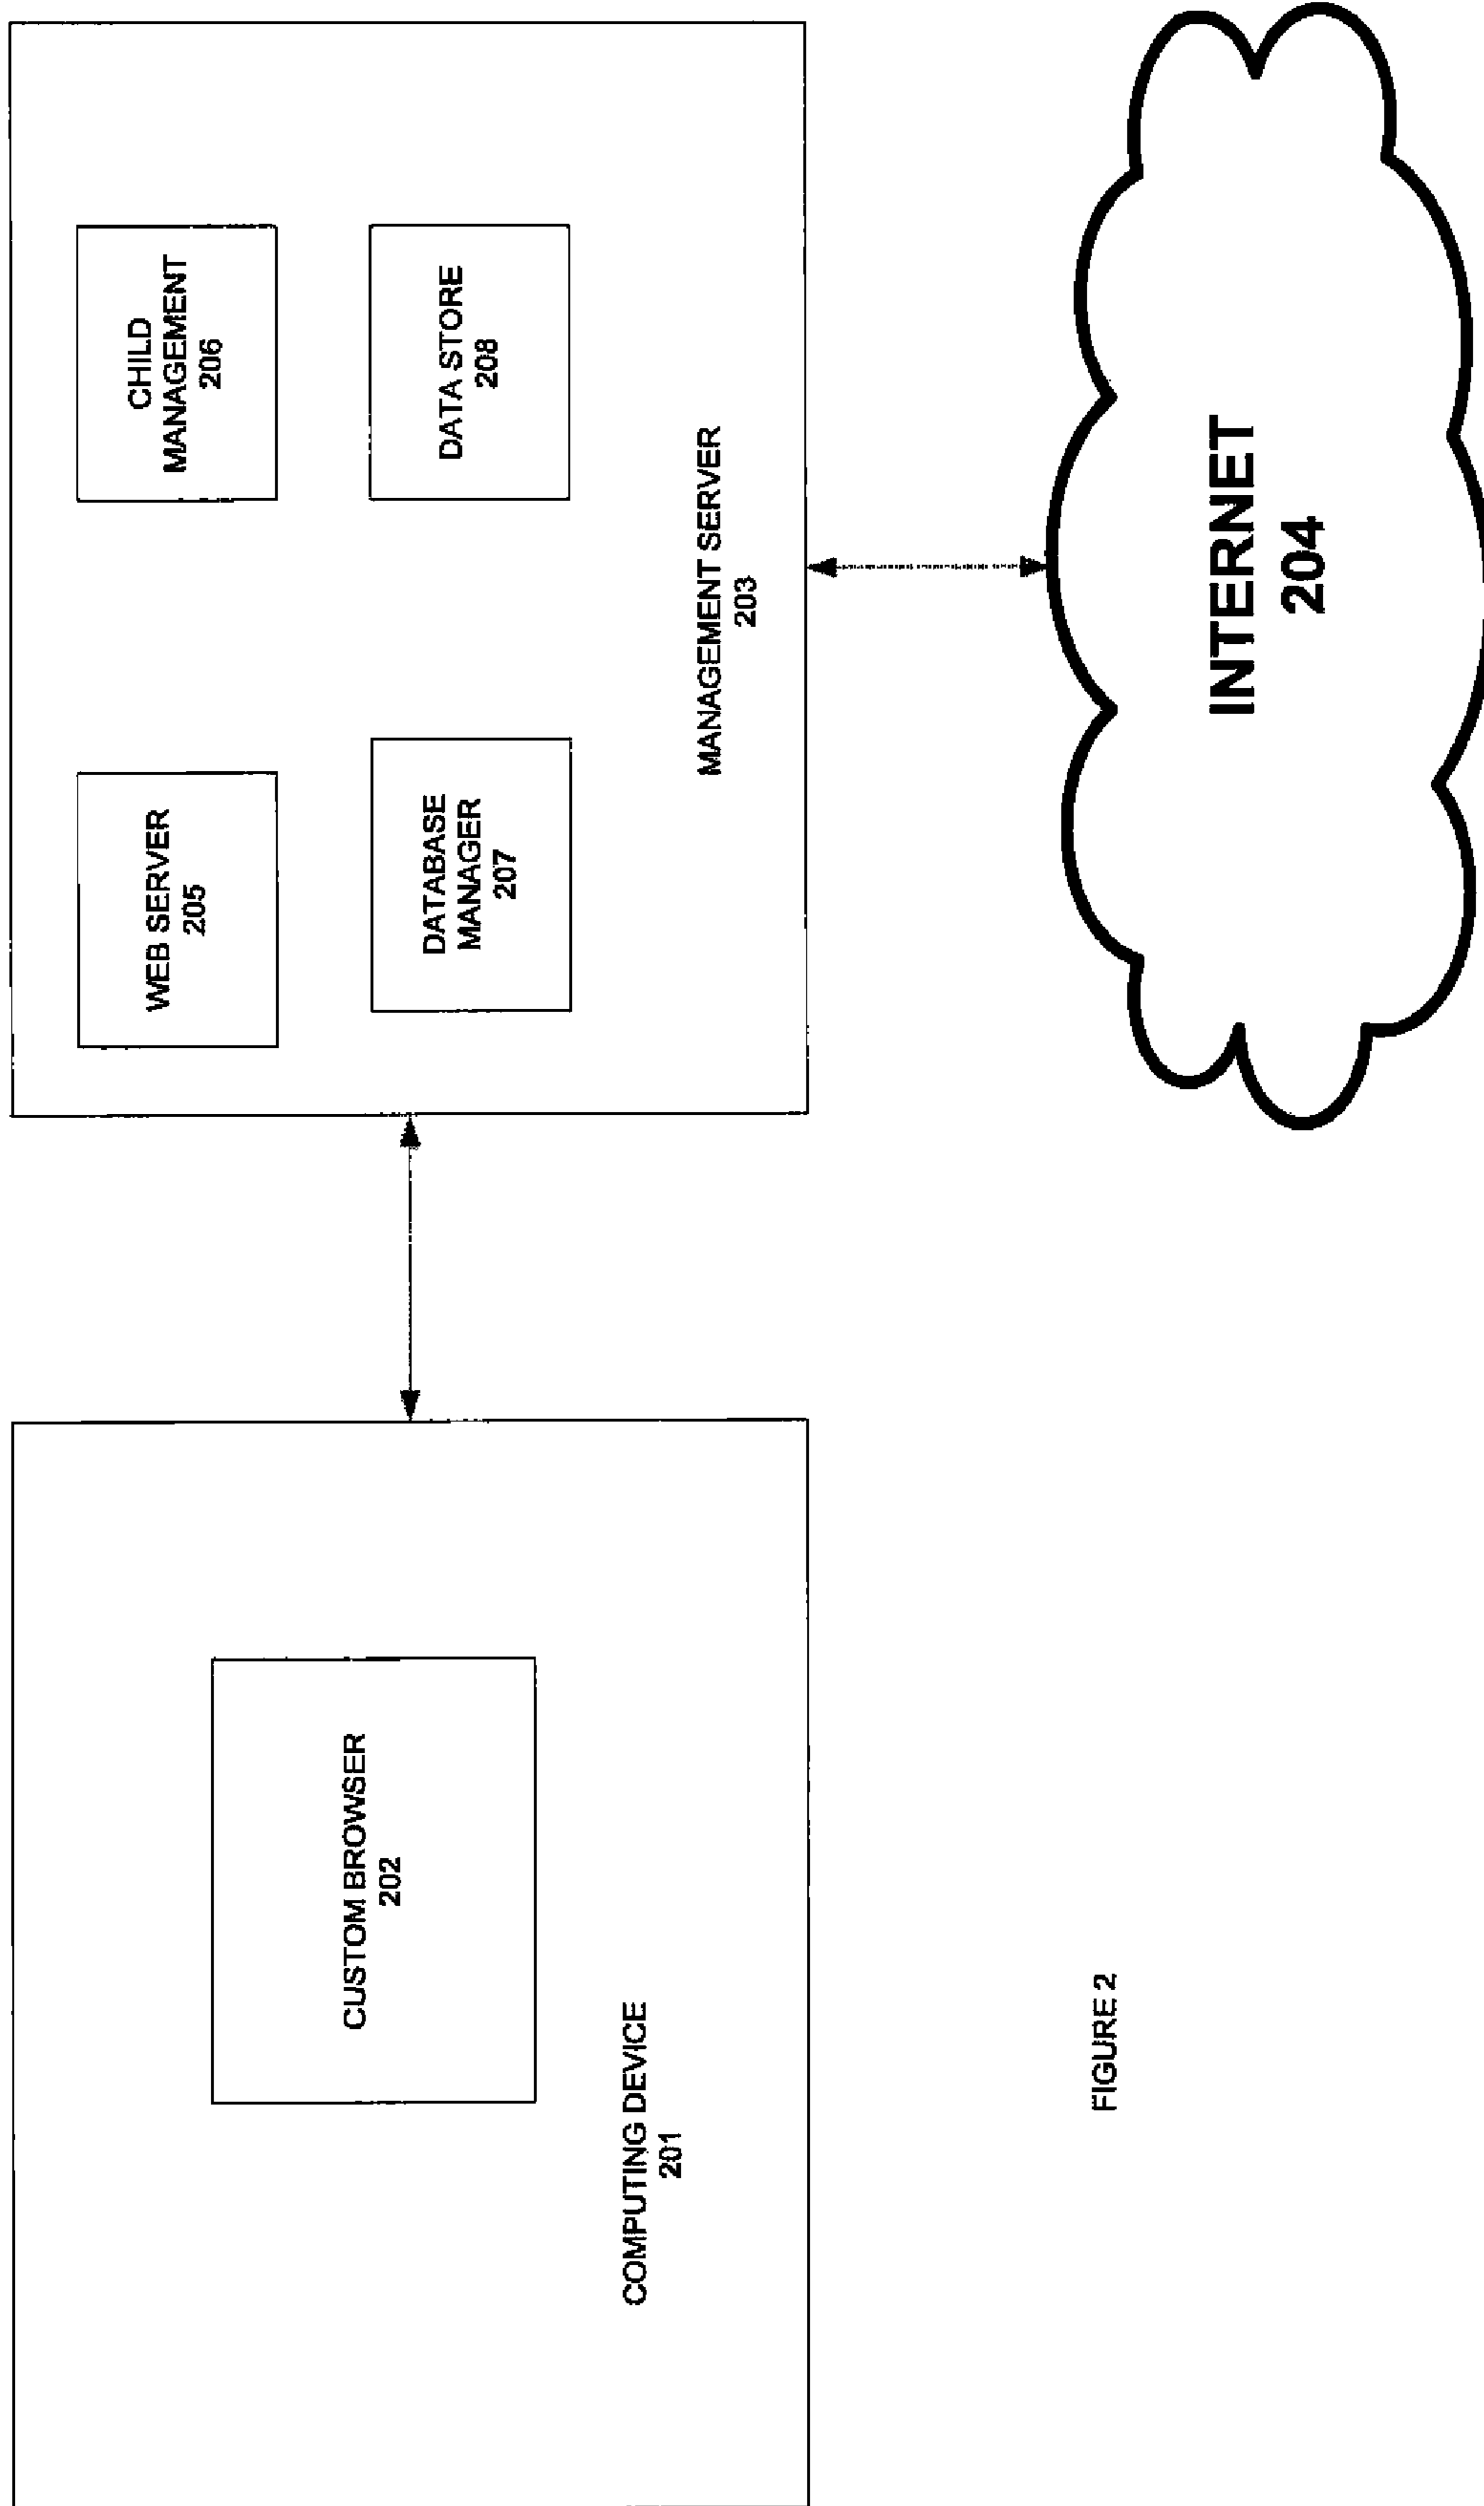 CUSTOM BROWSER
202
COMPUTING DEVICE
201
WEB SERVER
205
CHILD
MANAGEMENT
206
DATABASE
MANAGER
207
DATA STORE
208
MANAGEMENT SERVER
203
INTERNET
204
FIGURE 2